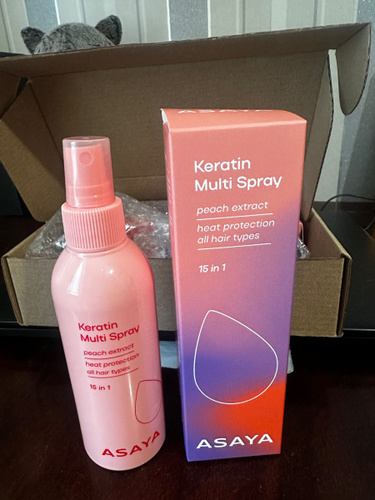 Keratin
Multi Spray
peach extract
heat protection
all hair types
15 in 1
ASAYA
ASAYA
Keratin
Multi Spray
peach extract
heat protection
all hair types
15 in 1
ASAYA